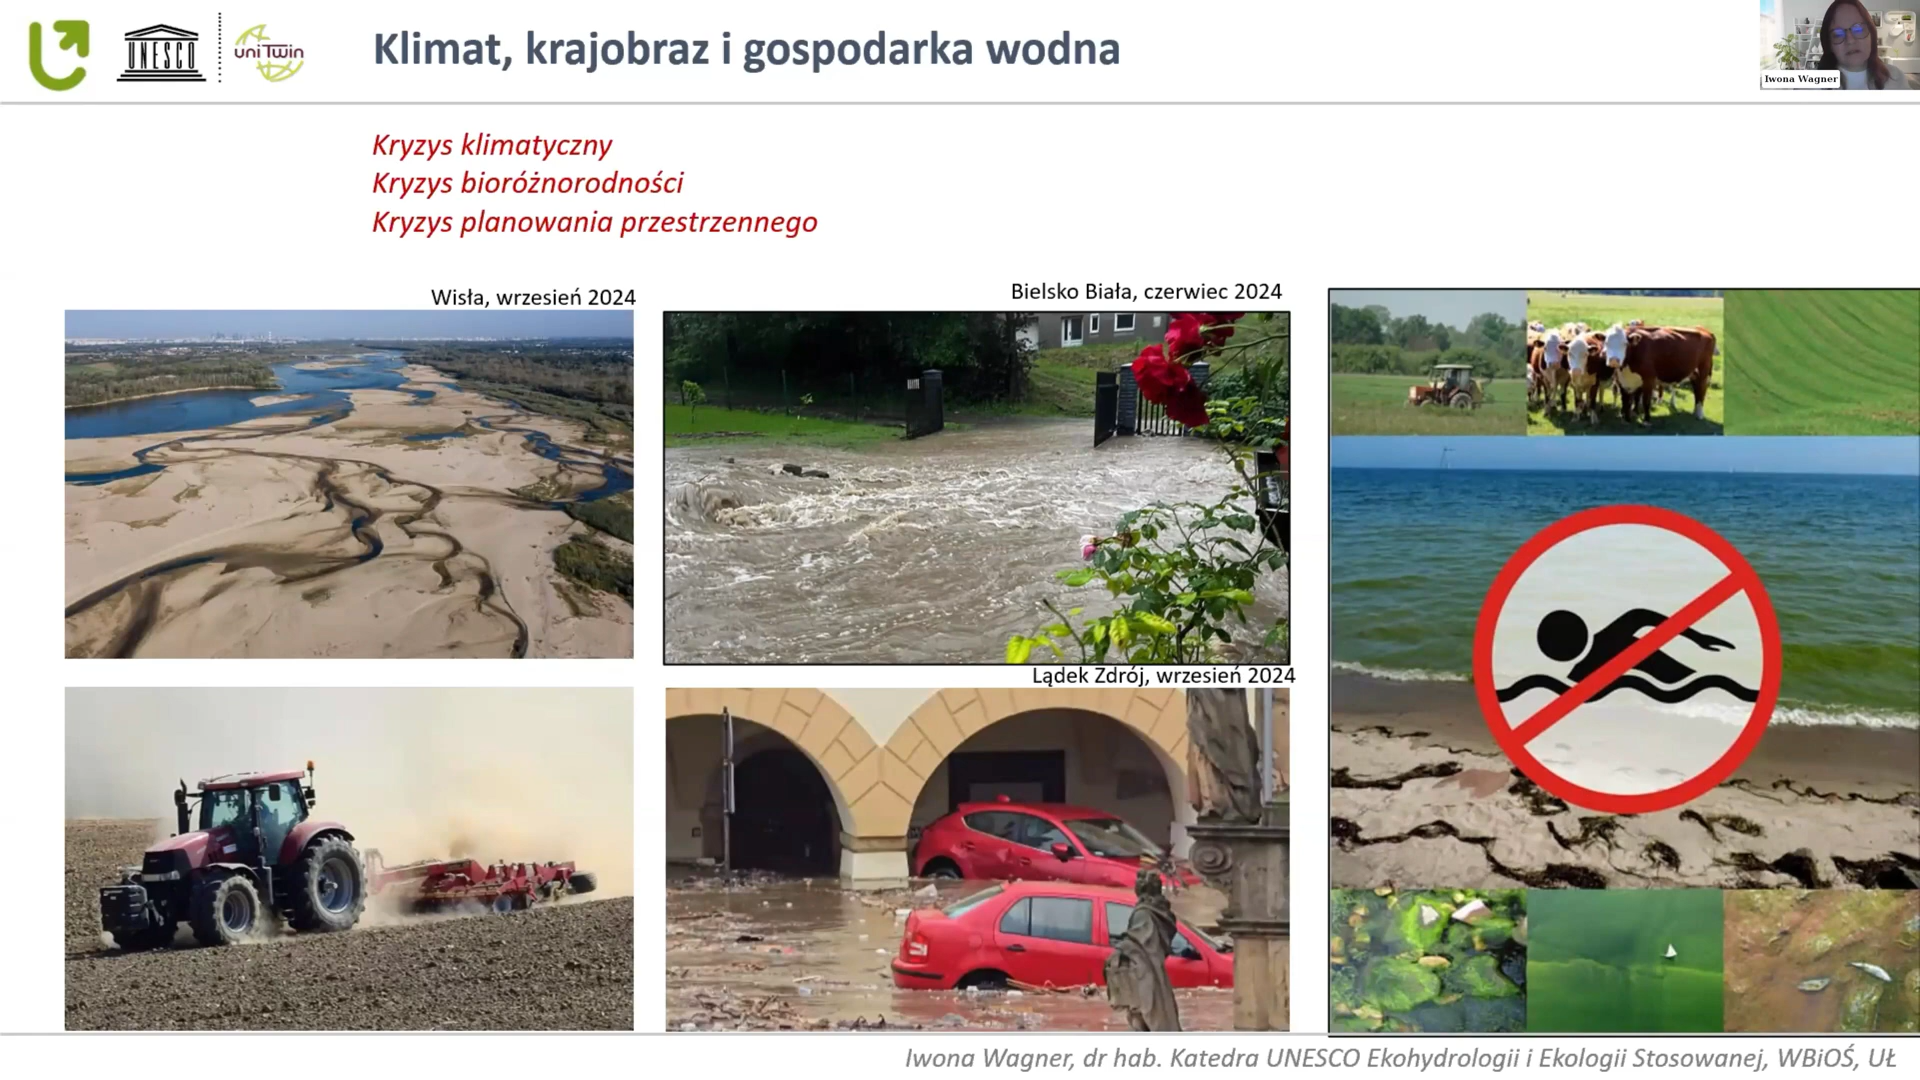 UNESCO
uniTwin
Klimat, krajobraz i gospodarka wodna
Iwona Wagner
Kryzys klimatyczny
Kryzys bioróżnorodności
Kryzys planowania przestrzennego
Wisła, wrzesień 2024
Bielsko Biała, czerwiec 2024
Lądek Zdrój, wrzesień 2024
Iwona Wagner, dr hab. Katedra UNESCO Ekohydrologii i Ekologii Stosowanej, WBiOŚ, UŁ